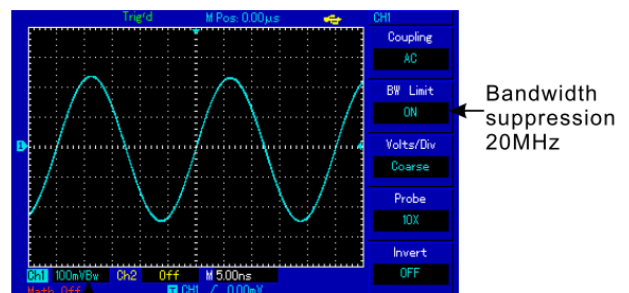 Trig'd M Pos: 0.00μs CH1
Coupling
AC
BW Limit
ON
Volts/Div
Coarse
Probe
10X
Invert
OFF
Bandwidth
suppression
20MHz
1
Ch1 100mVBw Ch2 Off M 5.00ns
Math Off T CH1 / 0.00mV